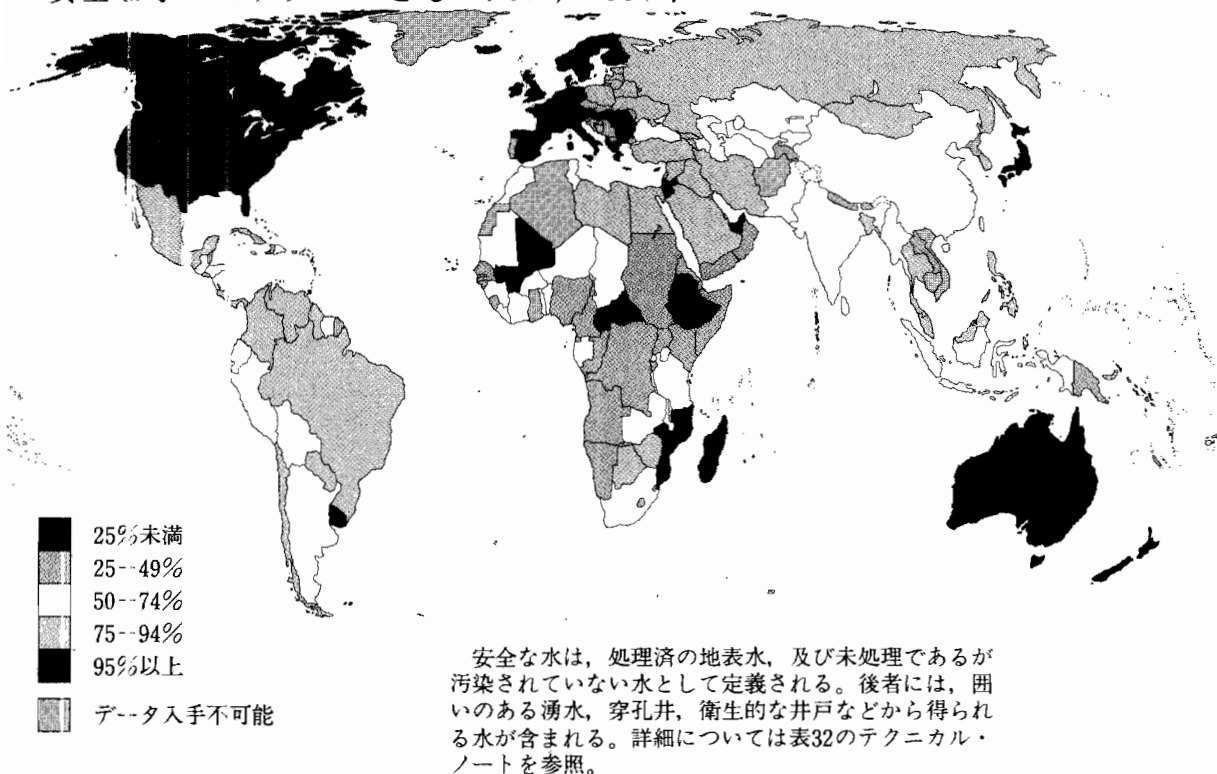 25%未満
25--49%
50--74%
75--94%
95%以上
データ入手不可能
安全な水は，処理済の地表水，及び未処理であるが
汚染されていない水として定義される。後者には，囲
いのある湧水，穿孔井，衛生的な井戸などから得られ
る水が含まれる。詳細については表32のテクニカル・
ノートを参照。